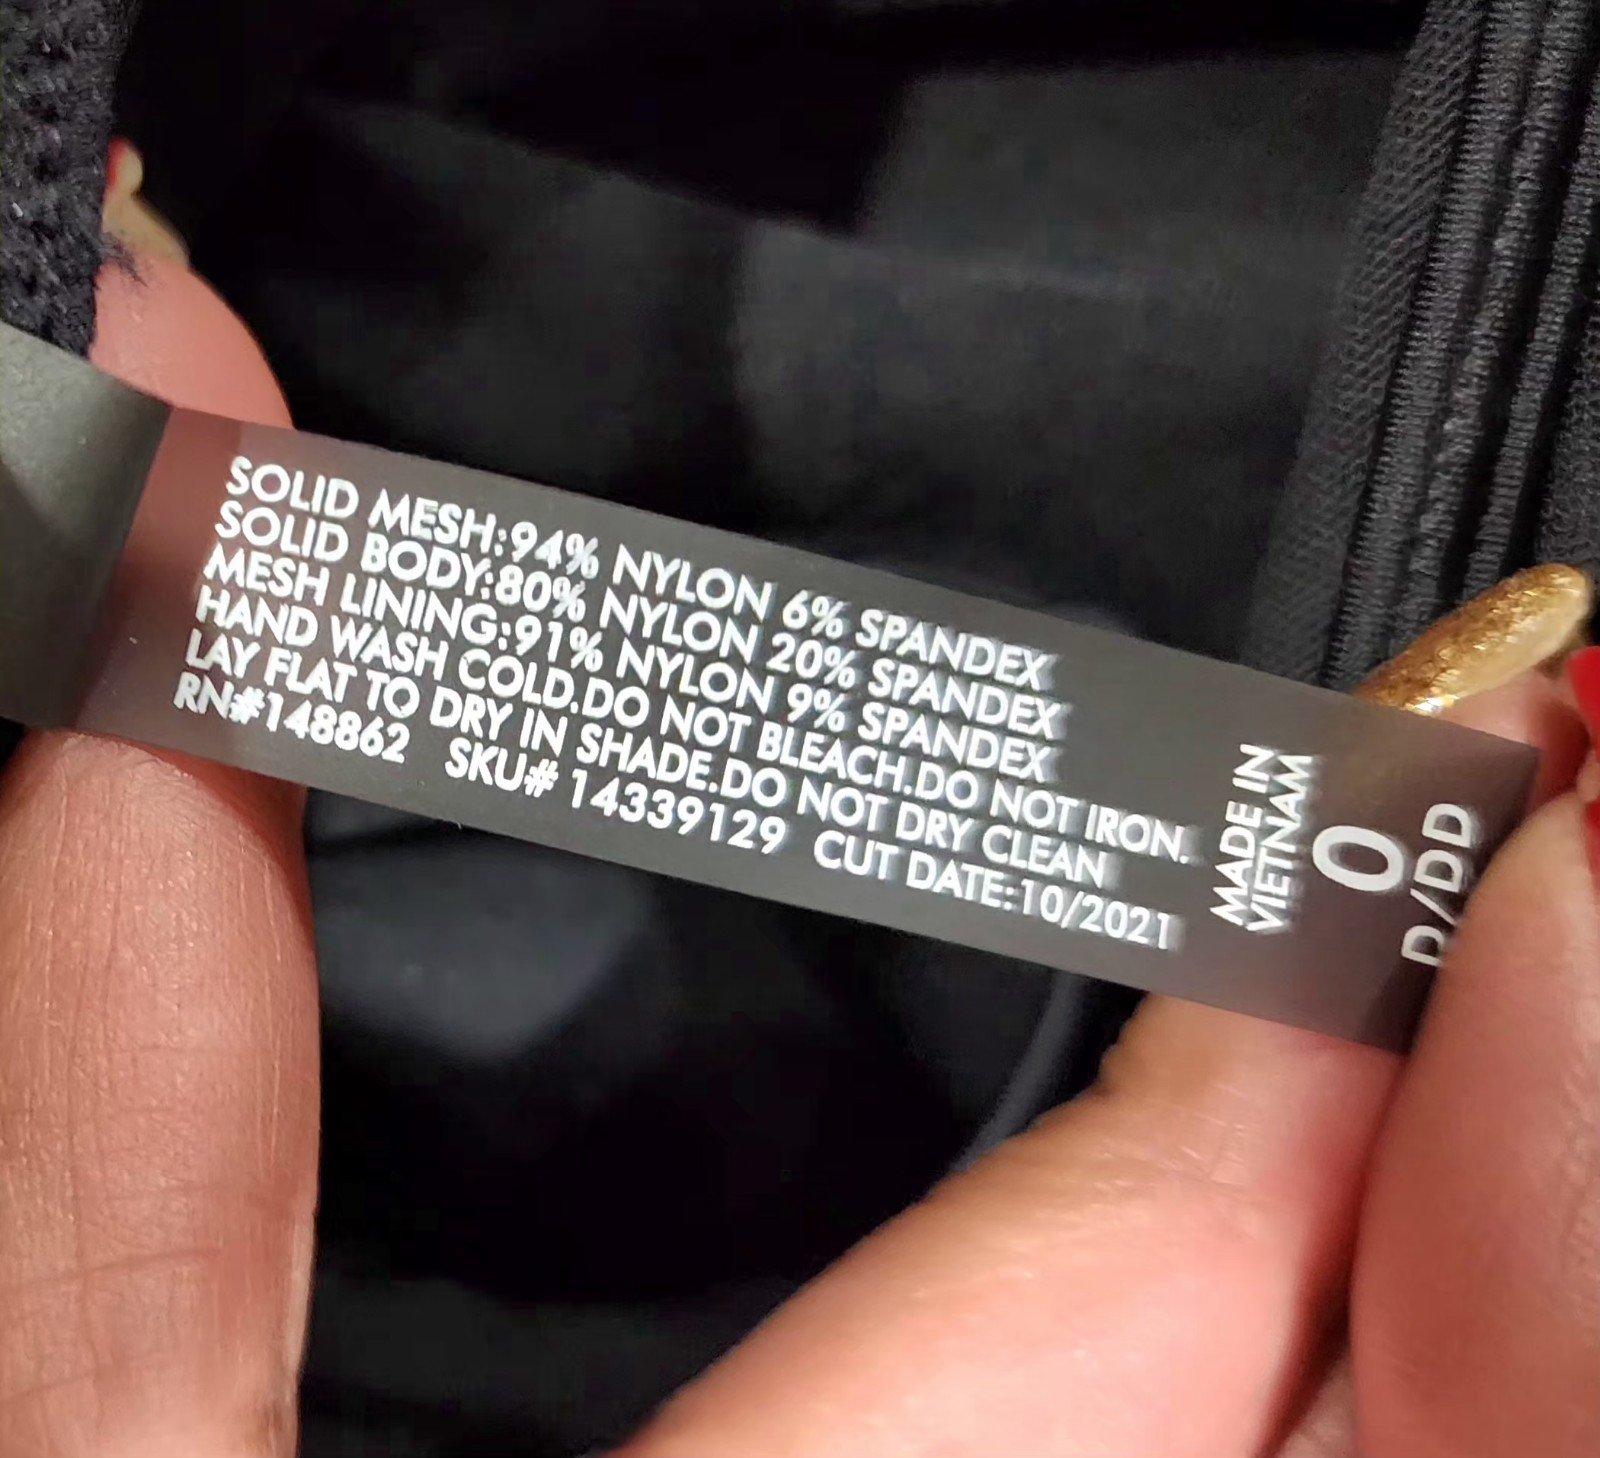 SOLID MESH:94% NYLON 6% SPANDEX
SOLID BODY:80% NYLON 20% SPANDEX
MESH LINING:91% NYLON 9% SPANDEX
HAND WASH COLD.DO NOT BLEACH.DO NOT IRON.
LAY FLAT TO DRY IN SHADE.DO NOT DRY CLEAN
RN#148862 SKU# 14339129 CUT DATE:10/2021
MADE IN
VIETNAM
0
D/DD